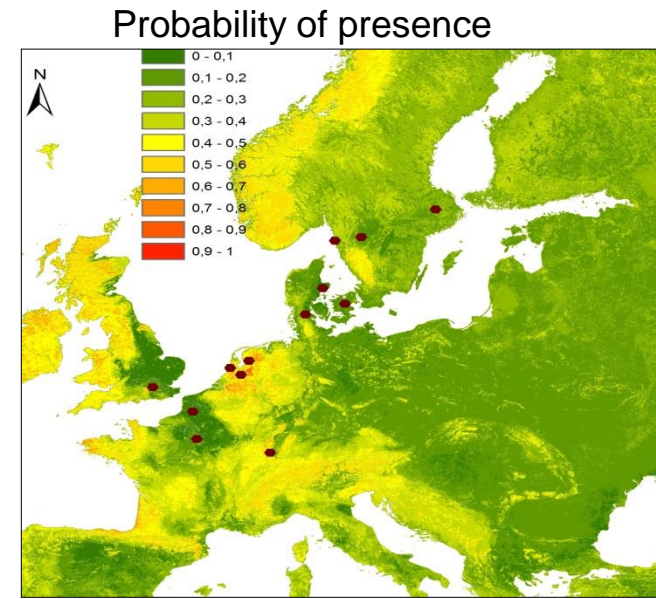 Probability of presence
N
0 - 0,1
0,1 - 0,2
0,2 - 0,3
0,3 - 0,4
0,4 - 0,5
0,5 - 0,6
0,6 - 0,7
0,7 - 0,8
0,8 - 0,9
0,9 - 1